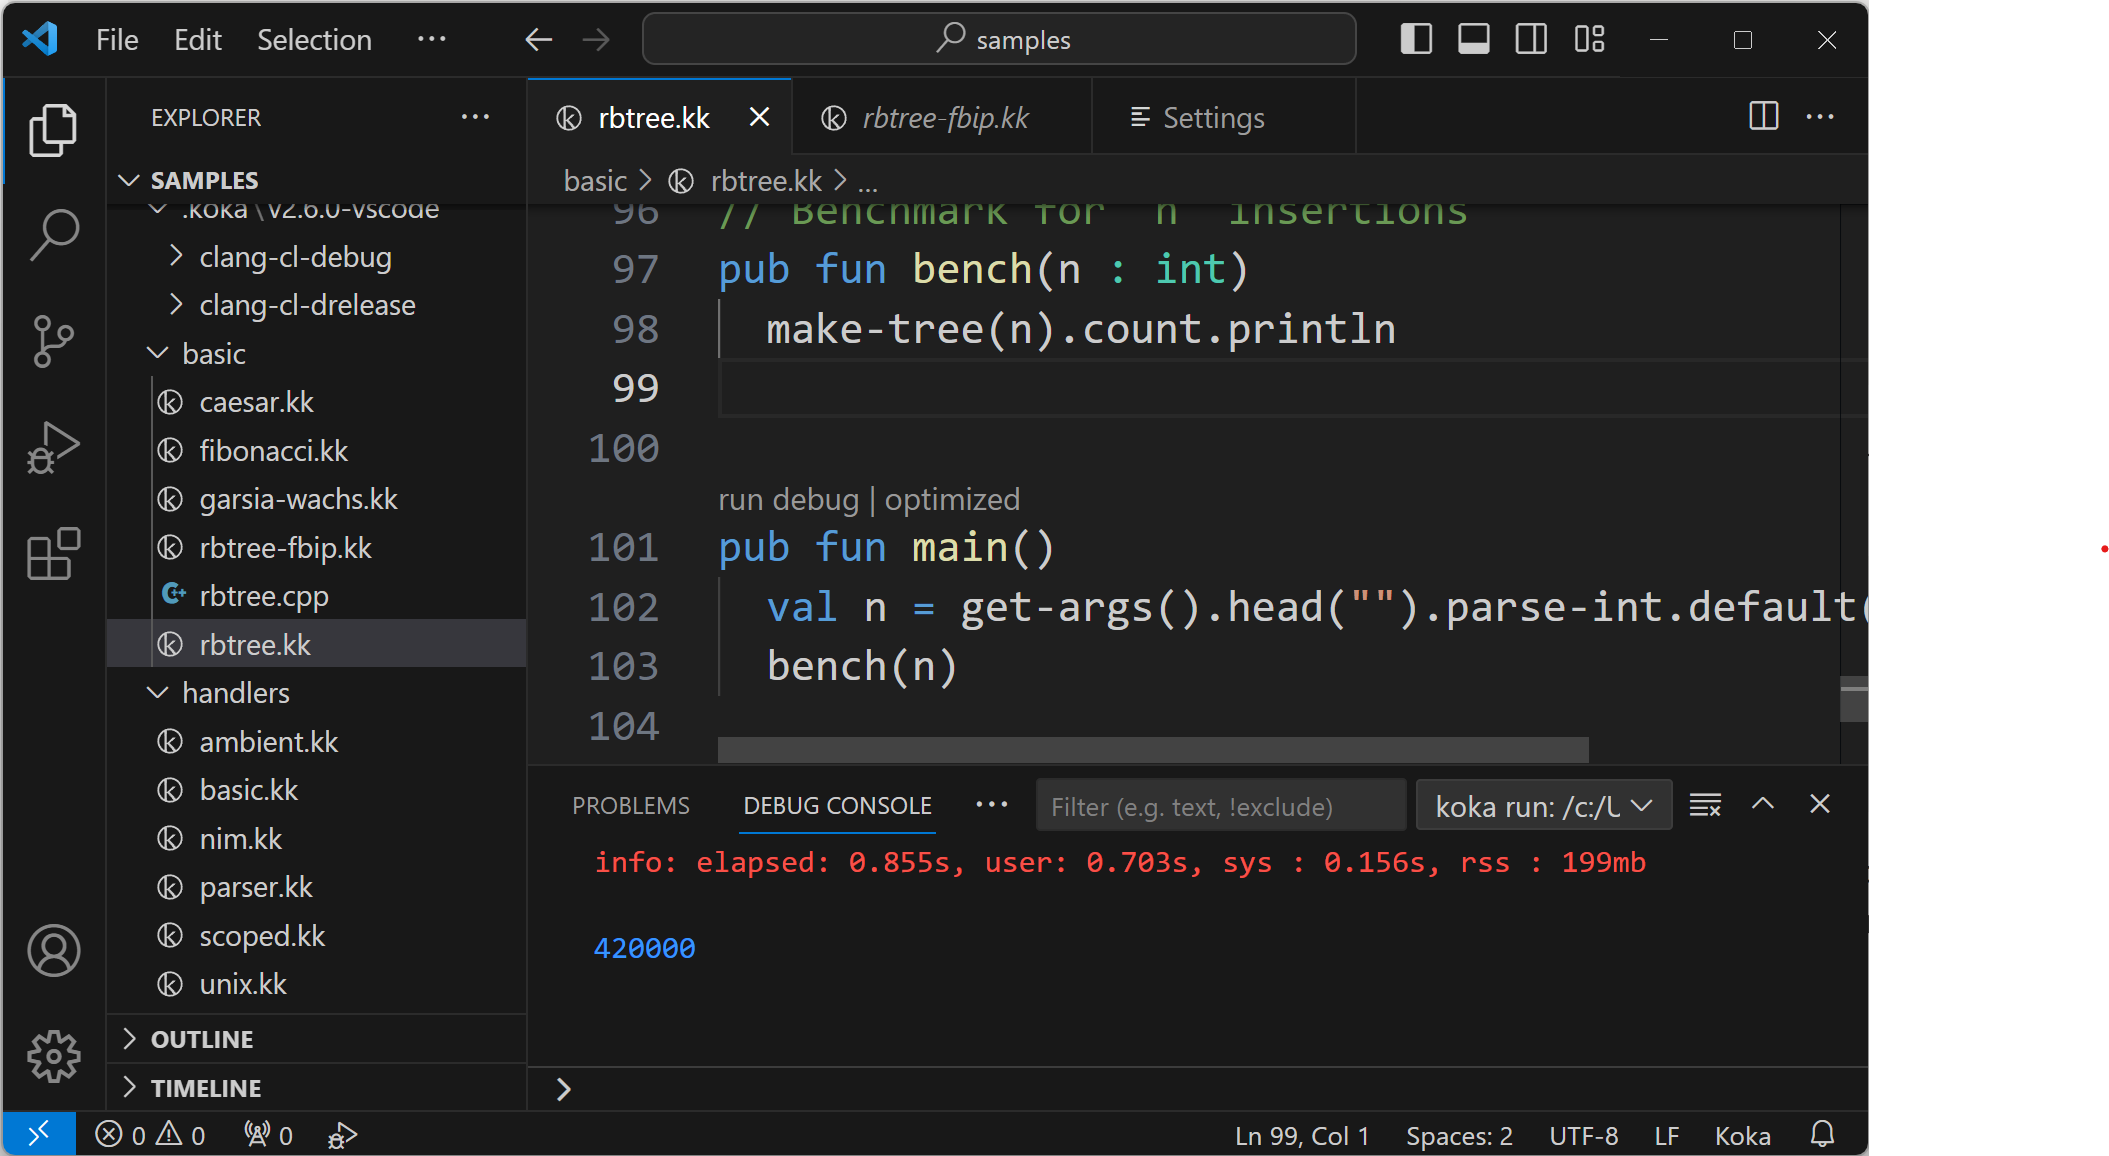 File Edit Selection ··· samples
EXPLORER ···
SAMPLES
.koka\v2.6.0-vscode
clang-cl-debug
clang-cl-drelease
basic
caesar.kk
fibonacci.kk
garsia-wachs.kk
rbtree-fbip.kk
rbtree.cpp
rbtree.kk
handlers
ambient.kk
basic.kk
nim.kk
parser.kk
scoped.kk
unix.kk
OUTLINE
TIMELINE
rbtree.kk rbtree-fbip.kk Settings ···
basic > rbtree.kk > ...
96 // Benchmark for `n` insertions
97 pub fun bench(n : int)
98 make-tree(n).count.println
99
100
run debug | optimized
101 pub fun main()
102 val n = get-args().head("").parse-int.default(
103 bench(n)
104
PROBLEMS DEBUG CONSOLE ··· Filter (e.g. text, !exclude) koka run: /c:/U
info: elapsed: 0.855s, user: 0.703s, sys : 0.156s, rss : 199mb
420000
>
0 0 0 Ln 99, Col 1 Spaces: 2 UTF-8 LF Koka